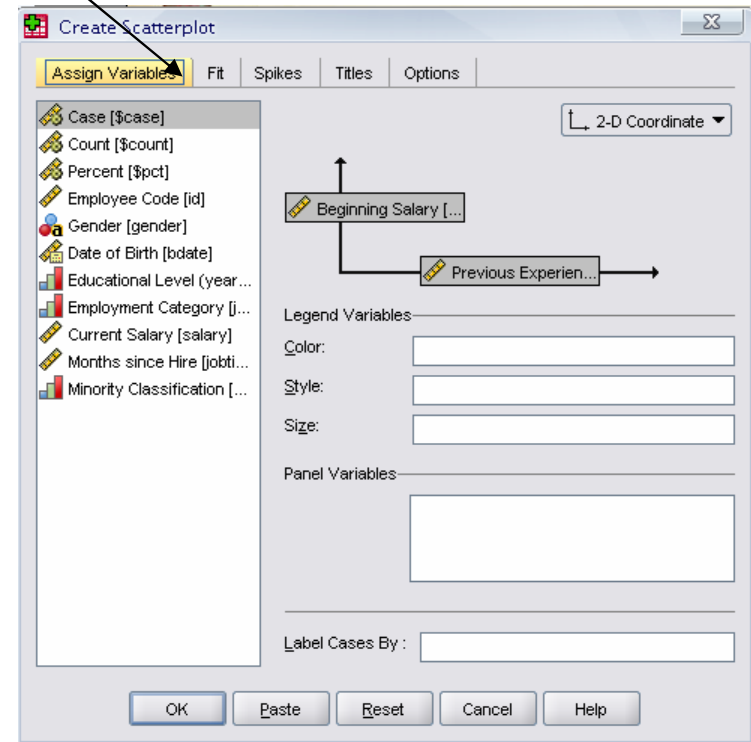 Create Scatterplot
Assign Variables Fit Spikes Titles Options
Case [$case]
Count [$count]
Percent [$pct]
Employee Code [id]
Gender [gender]
Date of Birth [bdate]
Educational Level (year...
Employment Category [j...
Current Salary [salary]
Months since Hire [jobti...
Minority Classification [...
2-D Coordinate
Beginning Salary [...
Previous Experien...
Legend Variables
Color:
Style:
Size:
Panel Variables
Label Cases By :
OK Paste Reset Cancel Help